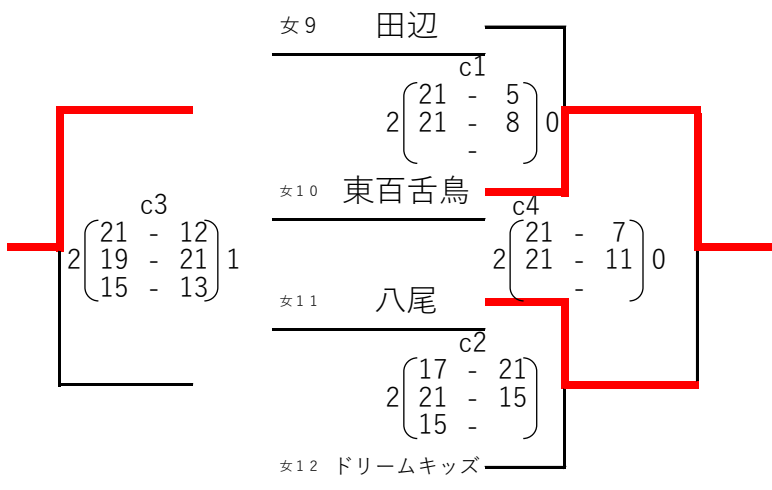 女9 田辺
c1
21 - 5
2 21 - 8 0
-
女10 東百舌鳥
c3
21 - 12
2 19 - 21 1
15 - 13
c4
21 - 7
2 21 - 11 0
-
女11 八尾
c2
17 - 21
2 21 - 15
15 -
女12 ドリームキッズ